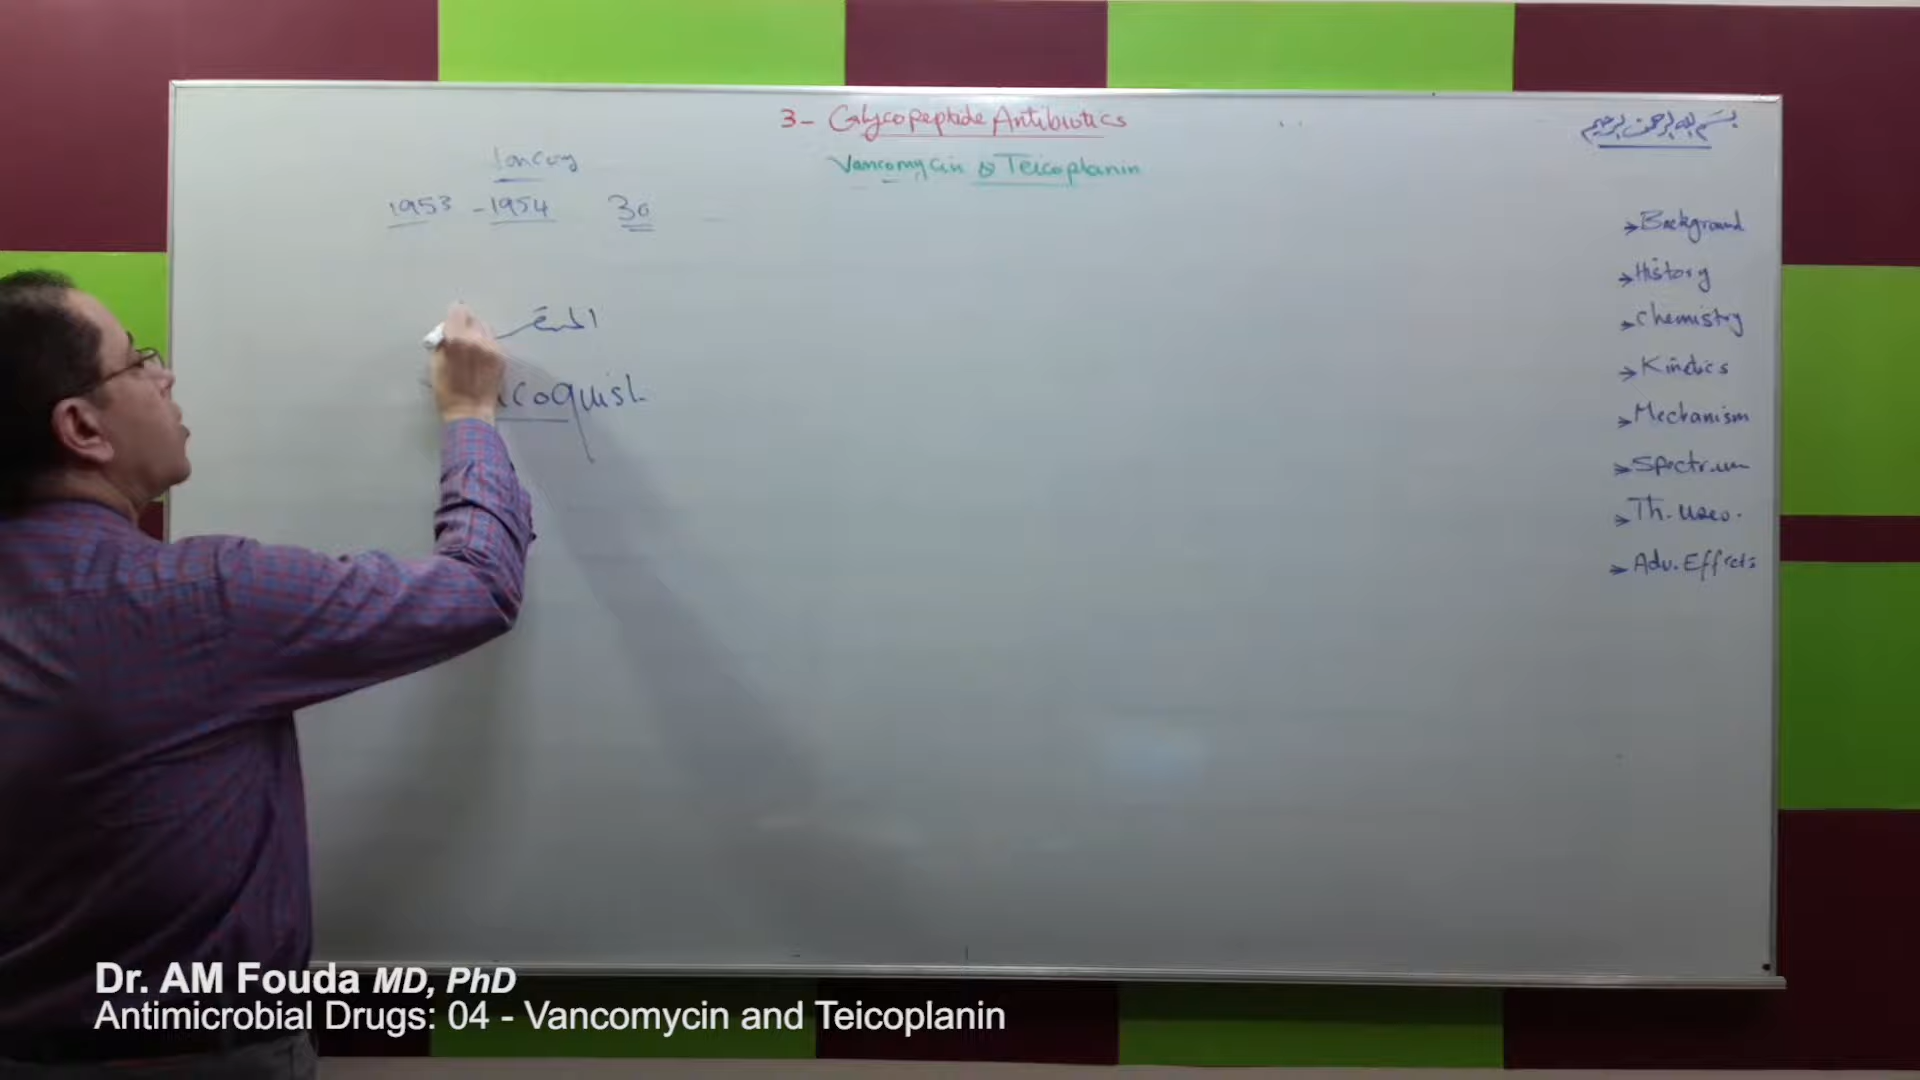 3- Glycopeptide Antibiotics
بسم الله الرحمن الرحيم
Vancomycin & Teicoplanin
1953 - 1954 30
coquish
→ Background
→ History
→ Chemistry
→ Kinetics
→ Mechanism
→ Spectrum
→ Th. uses.
→ Adv. Effects
Dr. AM Fouda MD, PhD
Antimicrobial Drugs: 04 - Vancomycin and Teicoplanin